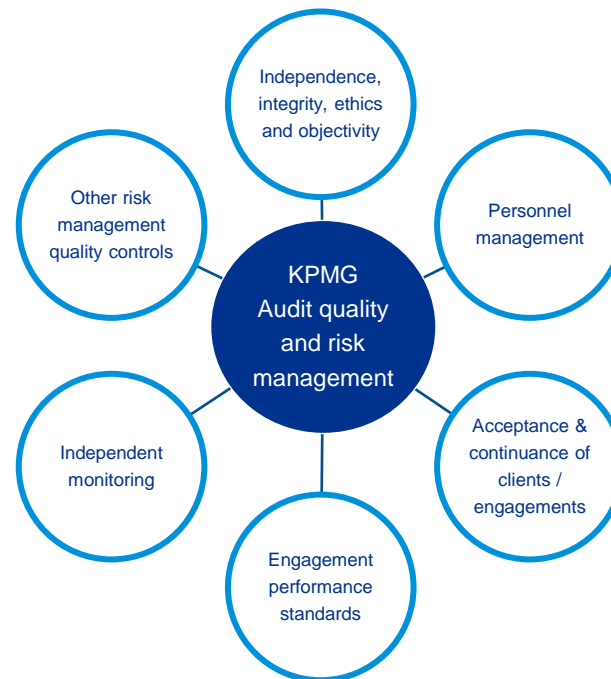 Independence,
integrity, ethics
and objectivity
Other risk
management
quality controls
Personnel
management
KPMG
Audit quality
and risk
management
Independent
monitoring
Acceptance &
continuance of
clients /
engagements
Engagement
performance
standards